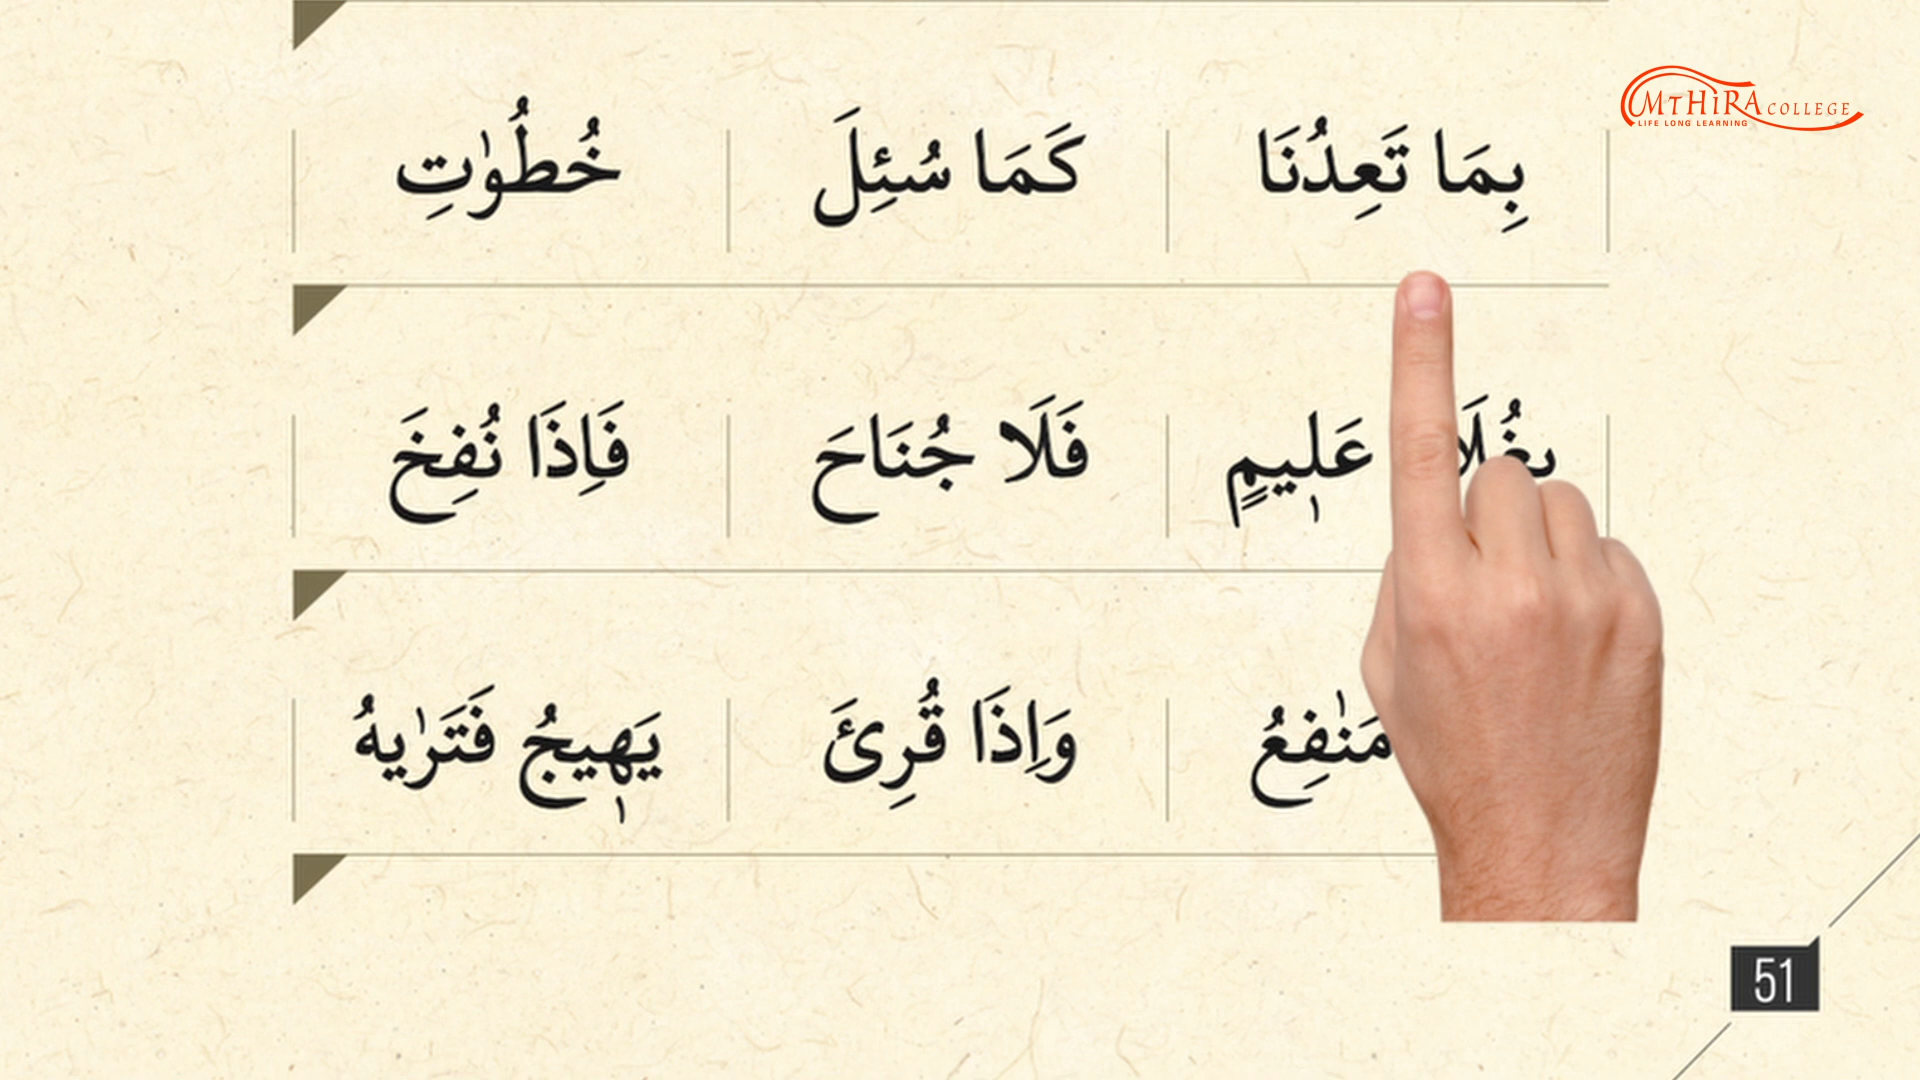 MTHiRA COLLEGE
LIFE LONG LEARNING
بِمَا تَعِدُنَا كَمَا سُئِلَ خُطُوٰتِ
عَلٖيمٍ فَلَا جُنَاحَ فَاِذَا نُفِخَ
مَنٰفِعُ وَاِذَا قُرِئَ يَهٖيجُ فَتَرٰيهُ
51